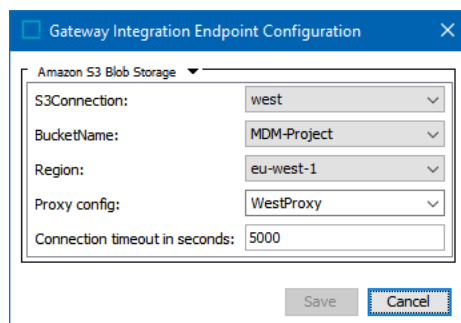 Gateway Integration Endpoint Configuration
Amazon S3 Blob Storage
S3Connection: west
BucketName: MDM-Project
Region: eu-west-1
Proxy config: WestProxy
Connection timeout in seconds: 5000
Save Cancel